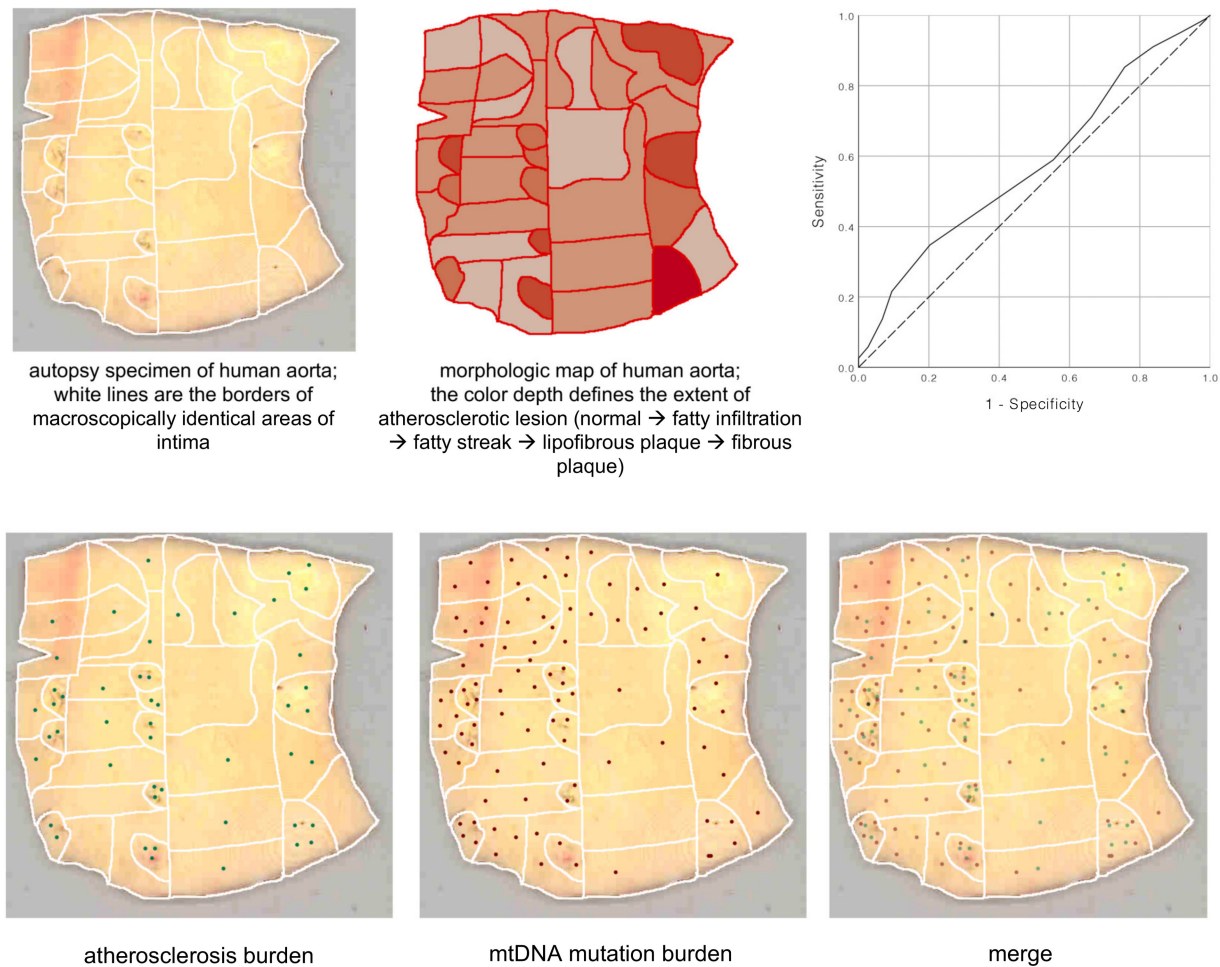 autopsy specimen of human aorta;
white lines are the borders of
macroscopically identical areas of
intima
morphologic map of human aorta;
the color depth defines the extent of
atherosclerotic lesion (normal → fatty infiltration
→ fatty streak → lipofibrous plaque → fibrous
plaque)
1.0
0.8
0.6
0.4
0.2
0.0
Sensitivity
0.0 0.2 0.4 0.6 0.8 1.0
1 - Specificity
atherosclerosis burden
mtDNA mutation burden
merge